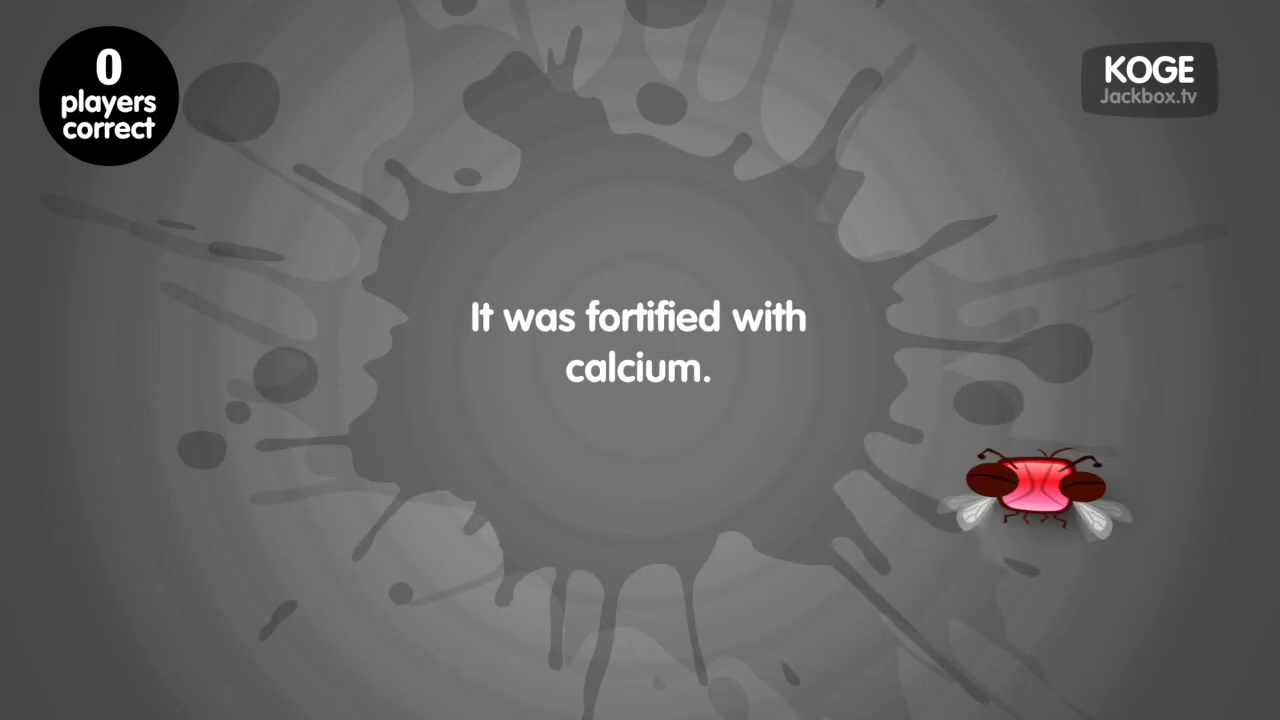 0
players
correct
KOGE
Jackbox.tv
It was fortified with
calcium.